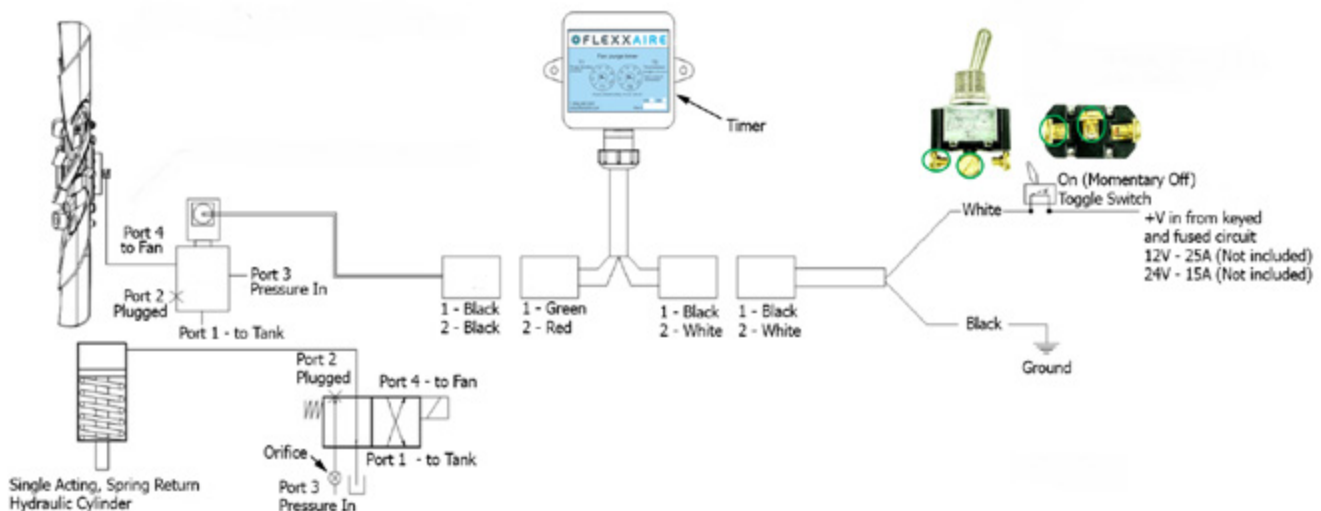 FLEXXAIRE
Fan purge timer
Timer
On (Momentary Off)
Toggle Switch
White
+V in from keyed
and fused circuit
12V - 25A (Not included)
24V - 15A (Not included)
Port 4
to Fan
Port 3
Pressure In
Port 2
Plugged
Port 1 - to Tank
1 - Black
2 - Black
1 - Green
2 - Red
1 - Black
2 - White
1 - Black
2 - White
Black
Ground
Port 2
Plugged
Port 4 - to Fan
Port 1 - to Tank
Orifice
Port 3
Pressure In
Single Acting, Spring Return
Hydraulic Cylinder